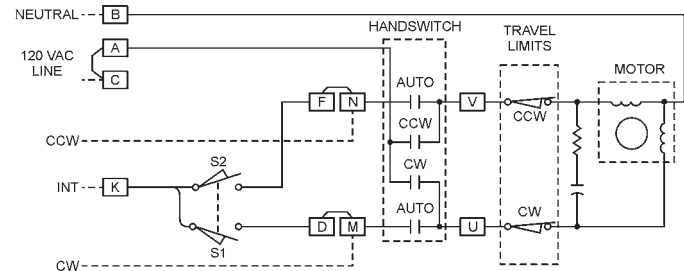 NEUTRAL B
HANDSWITCH
TRAVEL
LIMITS
A
120 VAC
LINE
C
MOTOR
AUTO
F N
V
CCW
CCW
CCW
S2
CW
INT K
AUTO
CW
D M
U
S1
CW